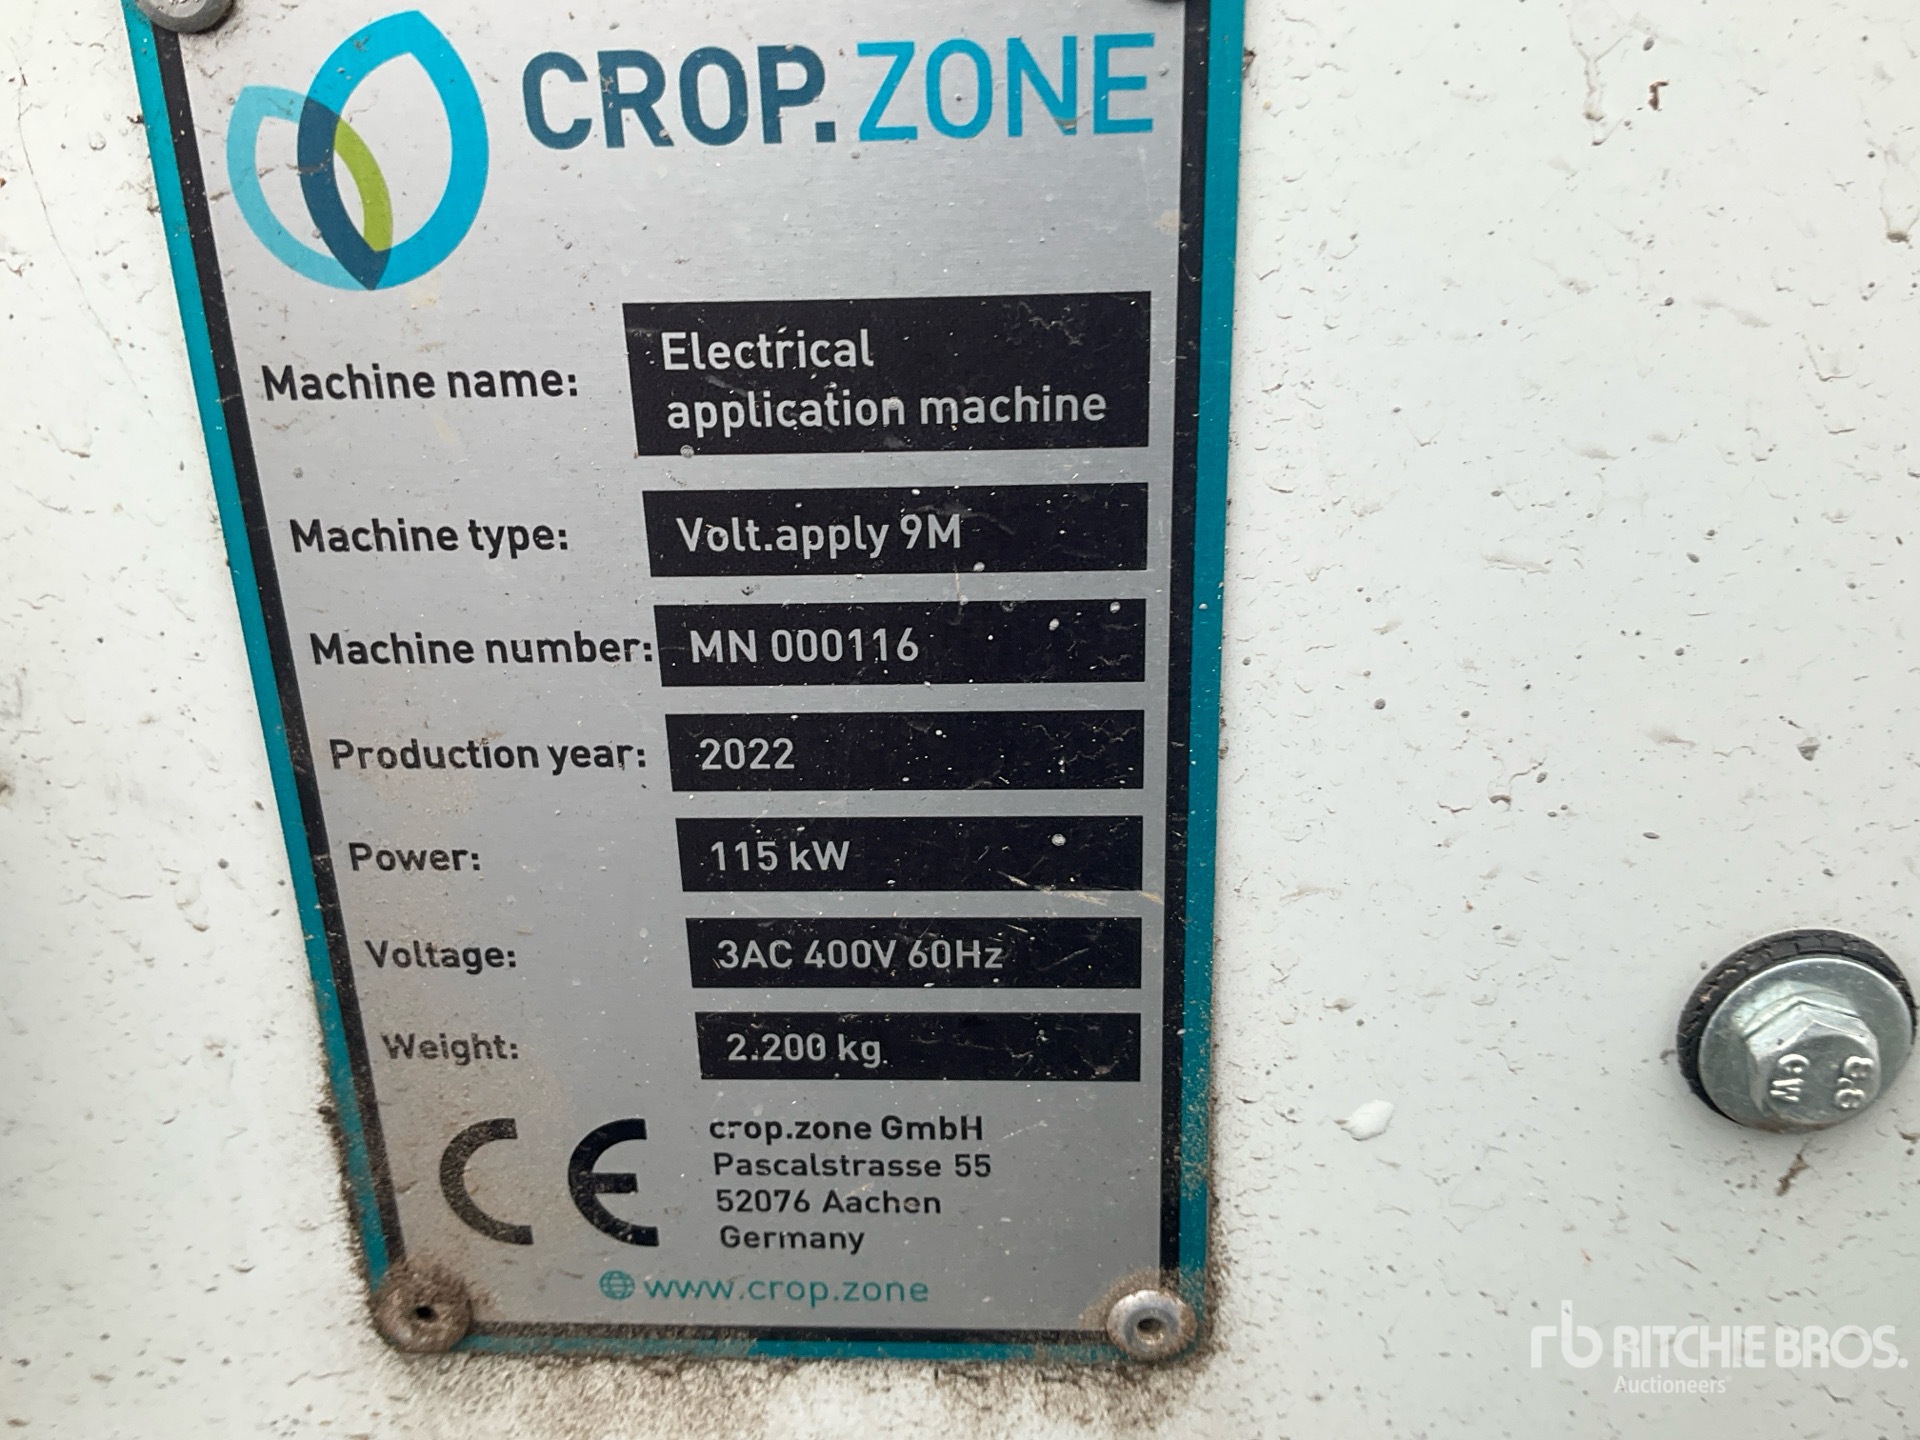 CROP.ZONE
Machine name: Electrical
application machine
Machine type: Volt.apply 9M
Machine number: MN 000116
Production year: 2022
Power: 115 kW
Voltage: 3AC 400V 60Hz
Weight: 2.200 kg
CE
crop.zone GmbH
Pascalstrasse 55
52076 Aachen
Germany
www.crop.zone
8.8
CW
rb RITCHIE BROS.
Auctioneers